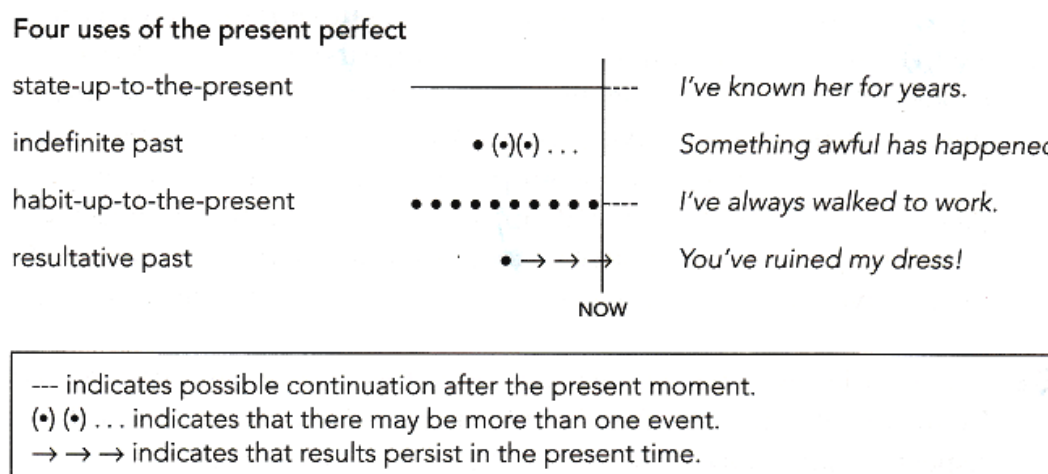 Four uses of the present perfect
state-up-to-the-present I've known her for years.
indefinite past • (•)(•) ... Something awful has happened
habit-up-to-the-present I've always walked to work.
resultative past • → → → You've ruined my dress!
NOW
--- indicates possible continuation after the present moment.
(•) (•) ... indicates that there may be more than one event.
→ → → indicates that results persist in the present time.